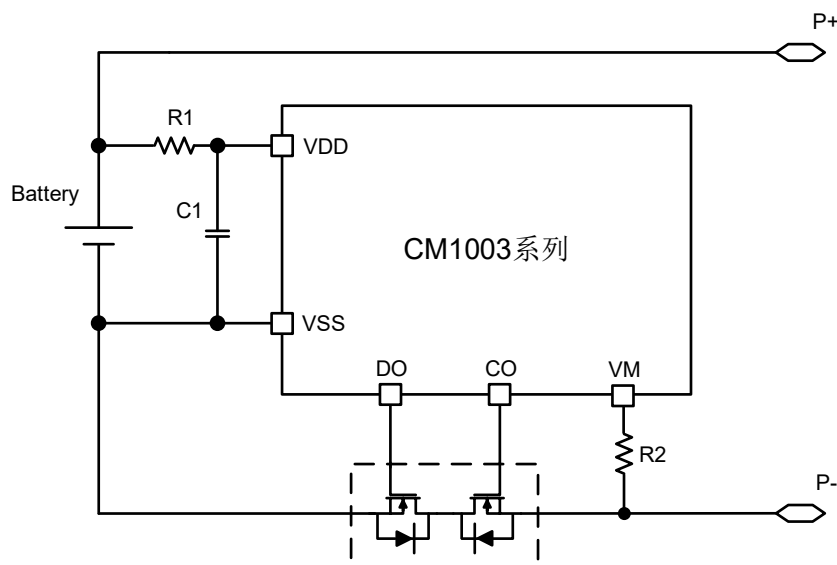 P+
R1
VDD
Battery
C1
CM1003系列
VSS
DO
CO
VM
R2
P-